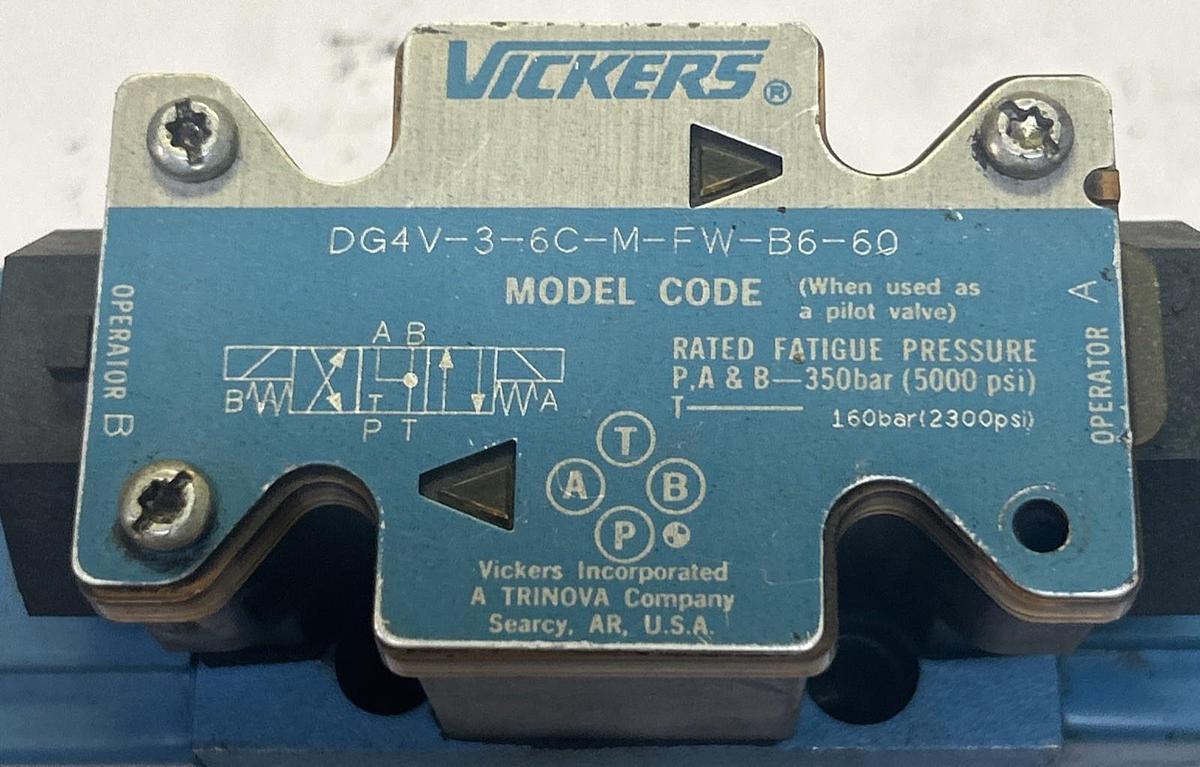 VICKERS®
DG4V-3-6C-M-FW-B6-60
MODEL CODE (When used as
a pilot valve)
OPERATOR B
A B
B T A
P T
RATED FATIGUE PRESSURE
P,A & B—350bar (5000 psi)
T— 160bar(2300psi)
OPERATOR A
T
A B
P
Vickers Incorporated
A TRINOVA Company
Searcy, AR, U.S.A.